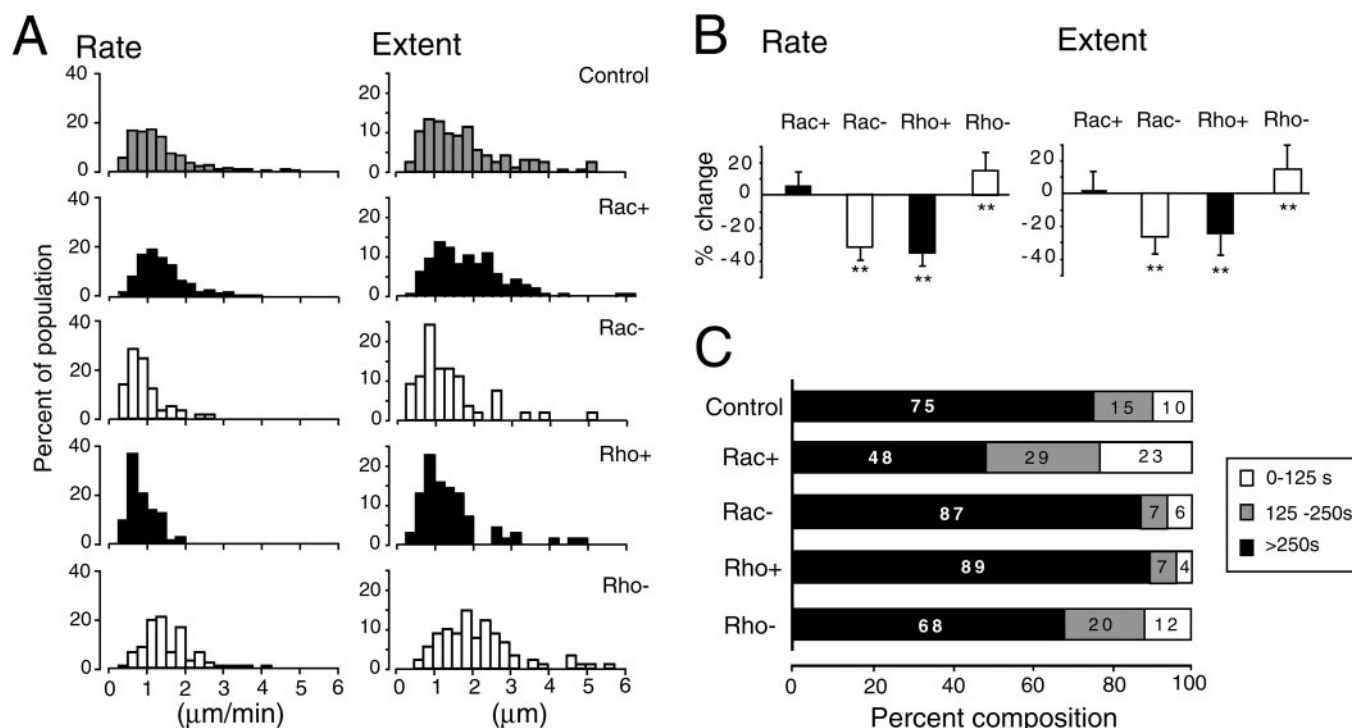 A
Rate
Extent
Control
40
20
0
20
10
0
Rac+
40
20
0
20
10
0
Rac-
40
20
0
20
10
0
Rho+
40
20
0
20
10
0
Rho-
40
20
0
20
10
0
Percent of population
0 1 2 3 4 5 6
(µm/min)
0 1 2 3 4 5 6
(µm)
B
Rate
Extent
Rac+ Rac- Rho+ Rho-
Rac+ Rac- Rho+ Rho-
% change
20
0
-20
-40
** ** **
20
0
-20
-40
** ** **
C
Control 75 15 10
Rac+ 48 29 23
Rac- 87 7 6
Rho+ 89 7 4
Rho- 68 20 12
0 20 40 60 80 100
Percent composition
0-125 s
125 -250s
>250s